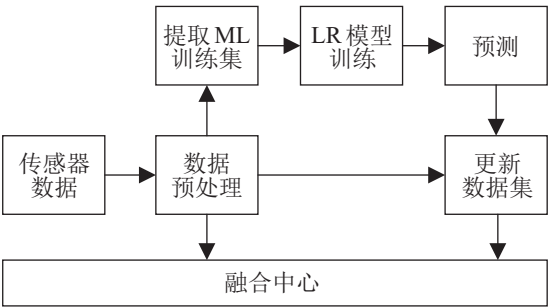 提取 ML
训练集
LR 模型
训练
预测
传感器
数据
数据
预处理
更新
数据集
融合中心